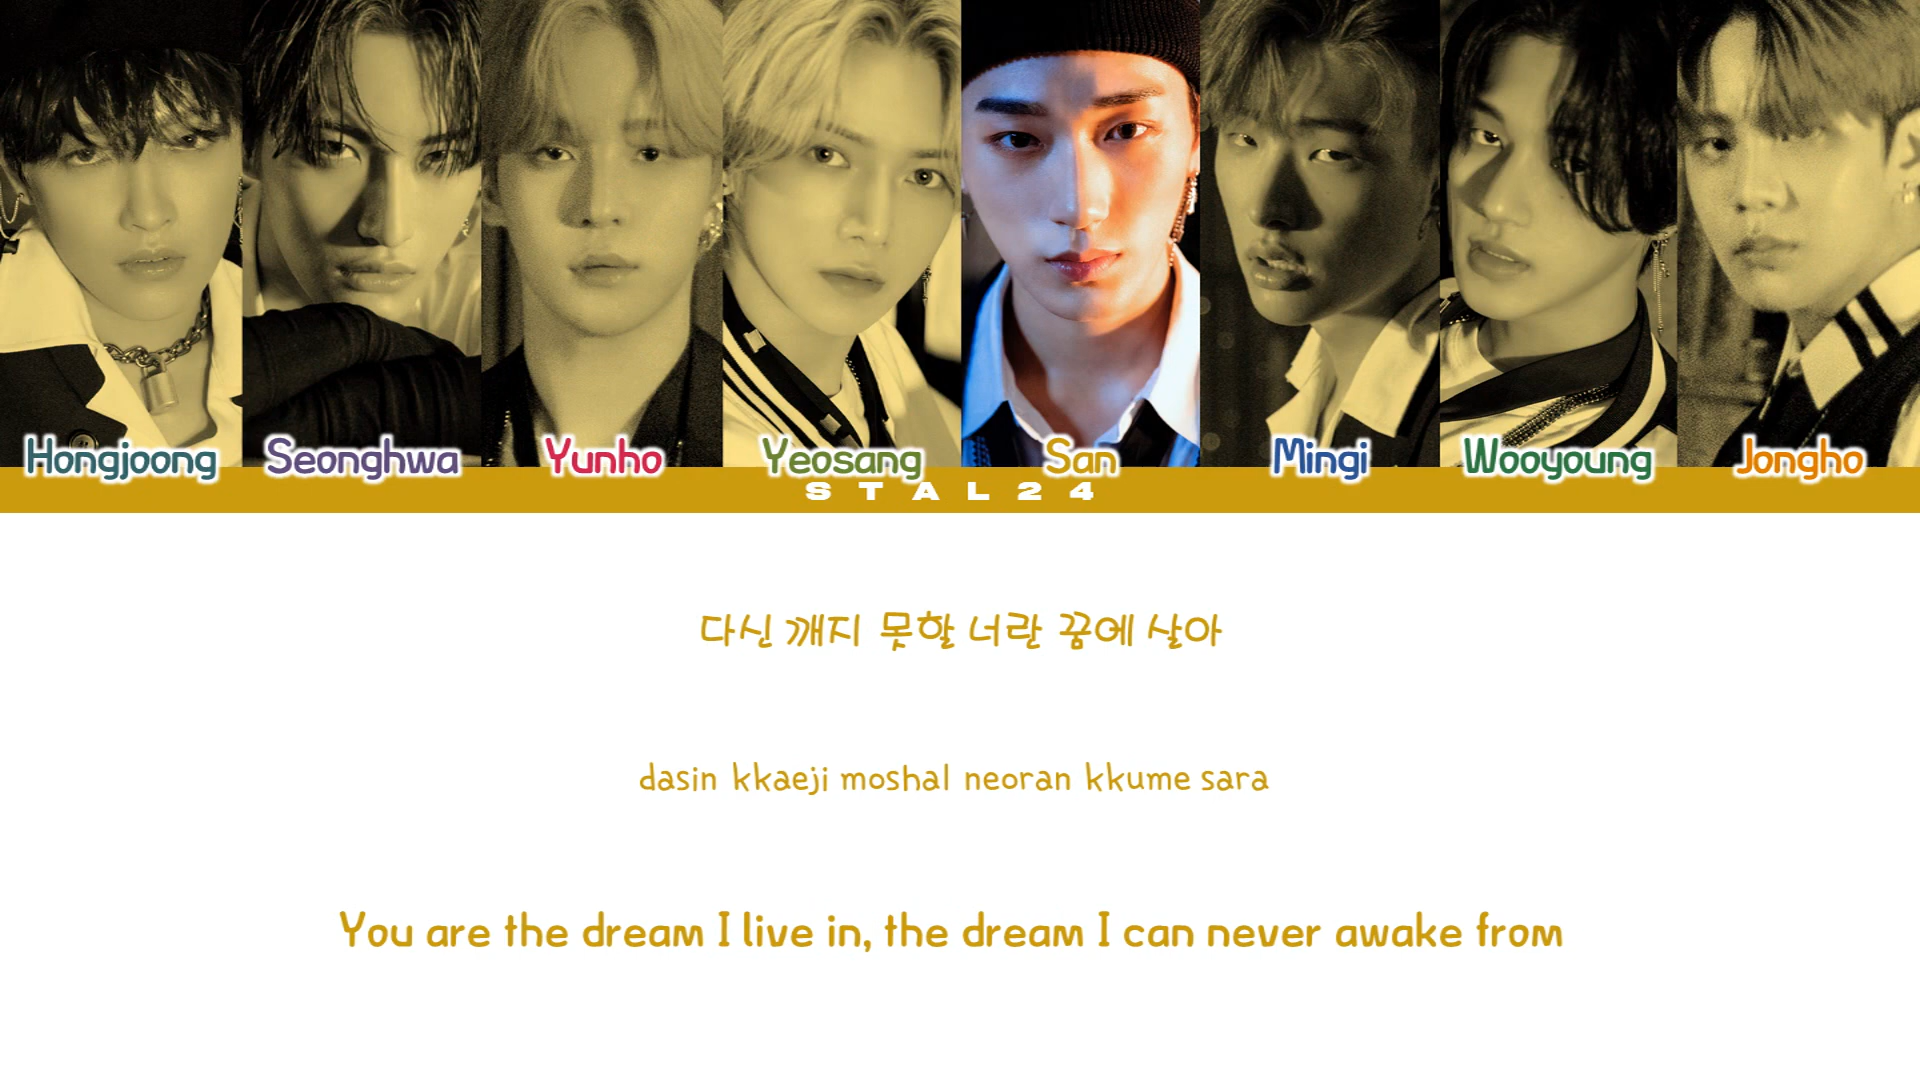 Hongjoong Seonghwa Yunho Yeosang San Mingi Wooyoung Jongho
STAL24
다신 깨지 못할 너란 꿈에 살아
dasin kkaeji moshal neoran kkume sara
You are the dream I live in, the dream I can never awake from